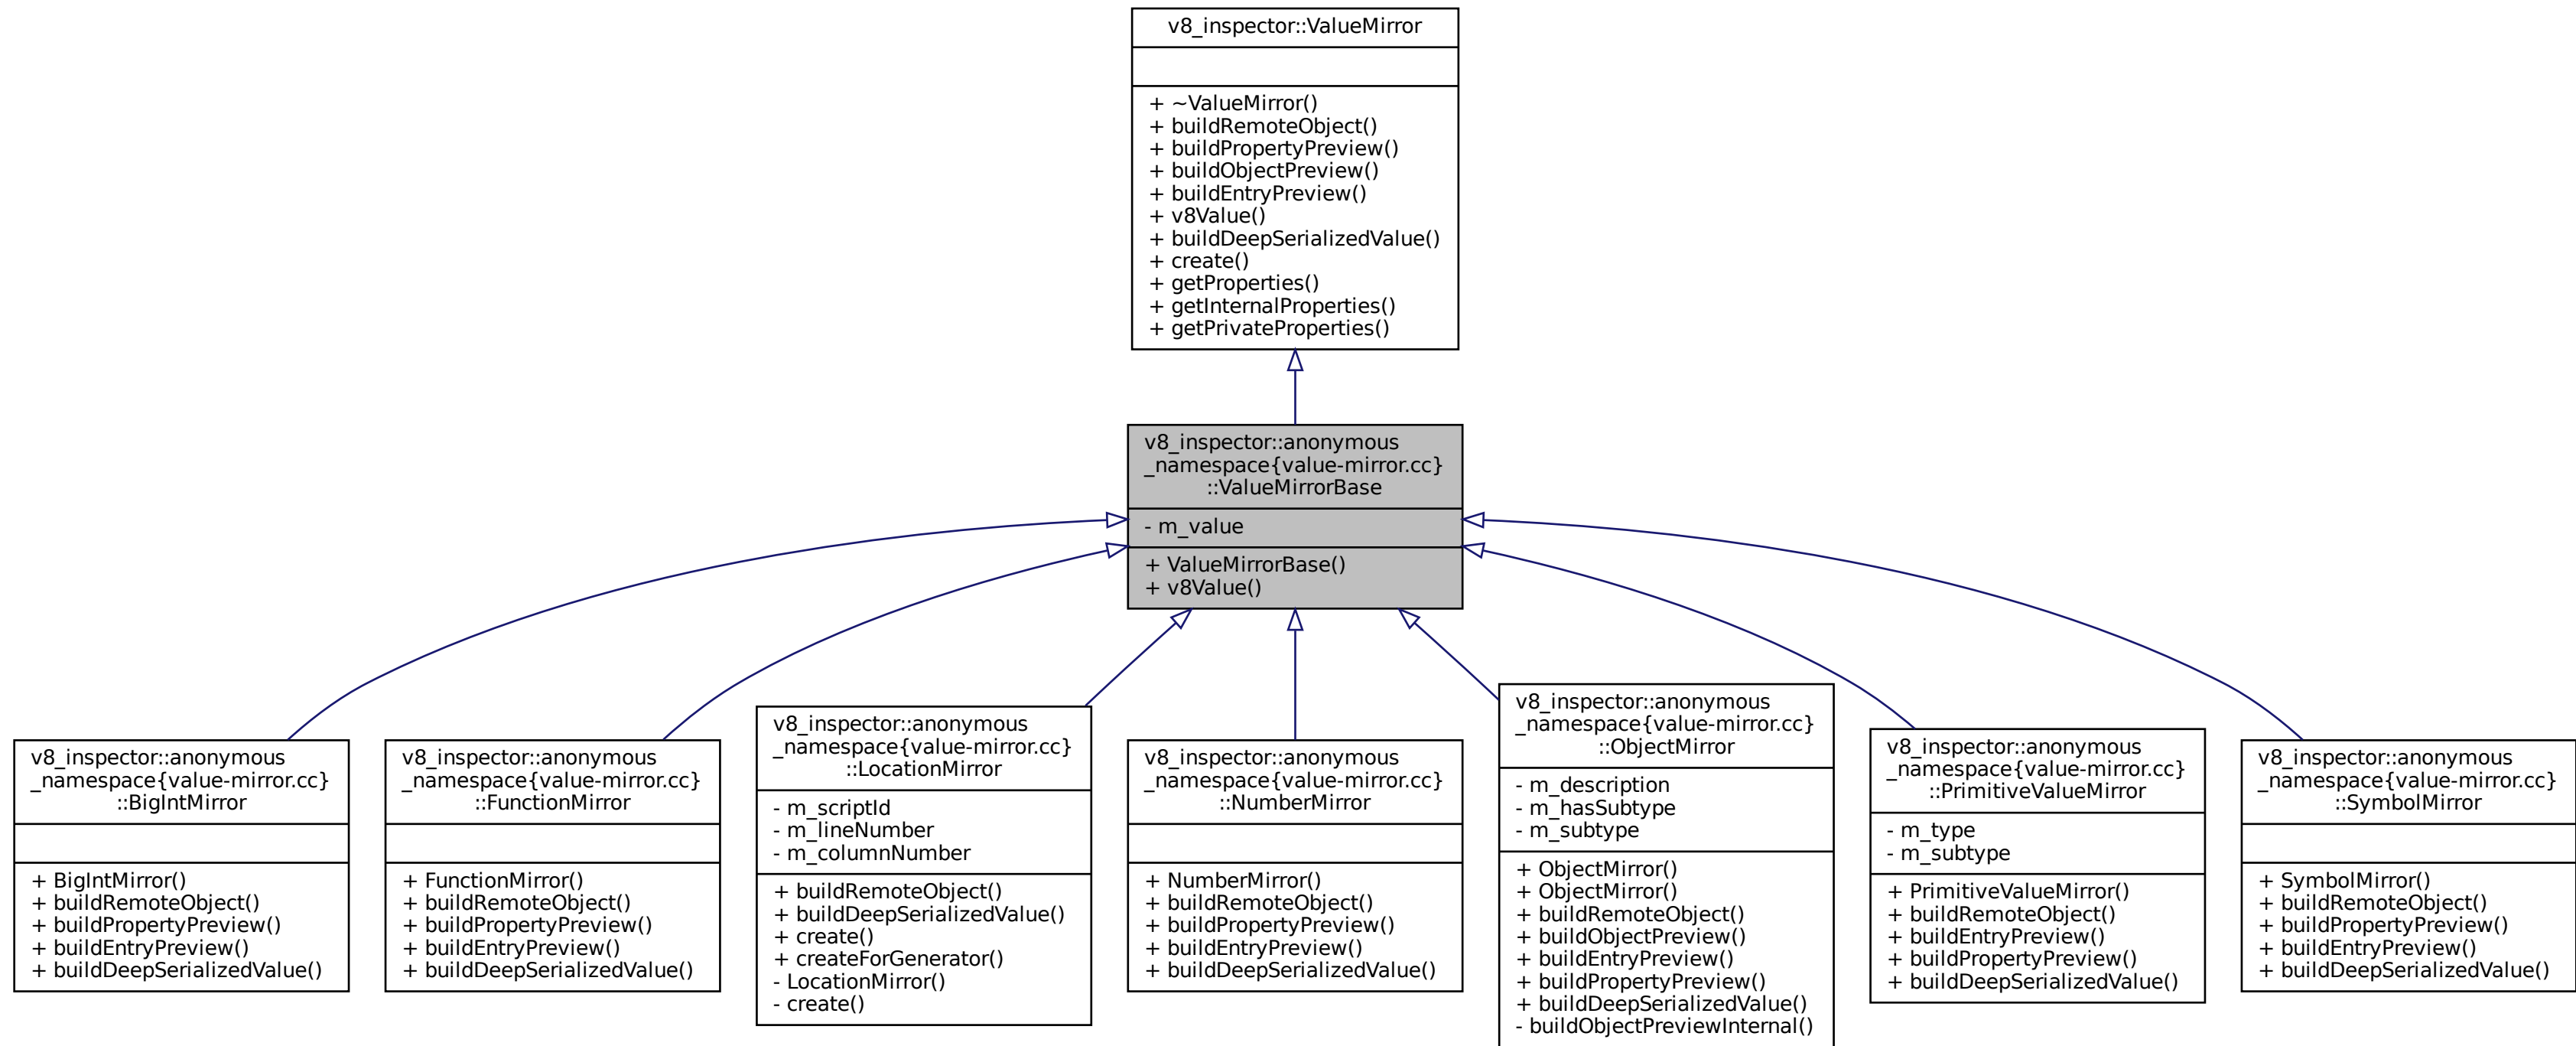 v8_inspector::ValueMirror
+ ~ValueMirror()
+ buildRemoteObject()
+ buildPropertyPreview()
+ buildObjectPreview()
+ buildEntryPreview()
+ v8Value()
+ buildDeepSerializedValue()
+ create()
+ getProperties()
+ getInternalProperties()
+ getPrivateProperties()
v8_inspector::anonymous
_namespace{value-mirror.cc}
::ValueMirrorBase
- m_value
+ ValueMirrorBase()
+ v8Value()
v8_inspector::anonymous
_namespace{value-mirror.cc}
::BigIntMirror
+ BigIntMirror()
+ buildRemoteObject()
+ buildPropertyPreview()
+ buildEntryPreview()
+ buildDeepSerializedValue()
v8_inspector::anonymous
_namespace{value-mirror.cc}
::FunctionMirror
+ FunctionMirror()
+ buildRemoteObject()
+ buildPropertyPreview()
+ buildEntryPreview()
+ buildDeepSerializedValue()
v8_inspector::anonymous
_namespace{value-mirror.cc}
::LocationMirror
- m_scriptId
- m_lineNumber
- m_columnNumber
+ buildRemoteObject()
+ buildDeepSerializedValue()
+ create()
+ createForGenerator()
- LocationMirror()
- create()
v8_inspector::anonymous
_namespace{value-mirror.cc}
::NumberMirror
+ NumberMirror()
+ buildRemoteObject()
+ buildPropertyPreview()
+ buildEntryPreview()
+ buildDeepSerializedValue()
v8_inspector::anonymous
_namespace{value-mirror.cc}
::ObjectMirror
- m_description
- m_hasSubtype
- m_subtype
+ ObjectMirror()
+ ObjectMirror()
+ buildRemoteObject()
+ buildObjectPreview()
+ buildEntryPreview()
+ buildPropertyPreview()
+ buildDeepSerializedValue()
- buildObjectPreviewInternal()
v8_inspector::anonymous
_namespace{value-mirror.cc}
::PrimitiveValueMirror
- m_type
- m_subtype
+ PrimitiveValueMirror()
+ buildRemoteObject()
+ buildEntryPreview()
+ buildPropertyPreview()
+ buildDeepSerializedValue()
v8_inspector::anonymous
_namespace{value-mirror.cc}
::SymbolMirror
+ SymbolMirror()
+ buildRemoteObject()
+ buildPropertyPreview()
+ buildEntryPreview()
+ buildDeepSerializedValue()